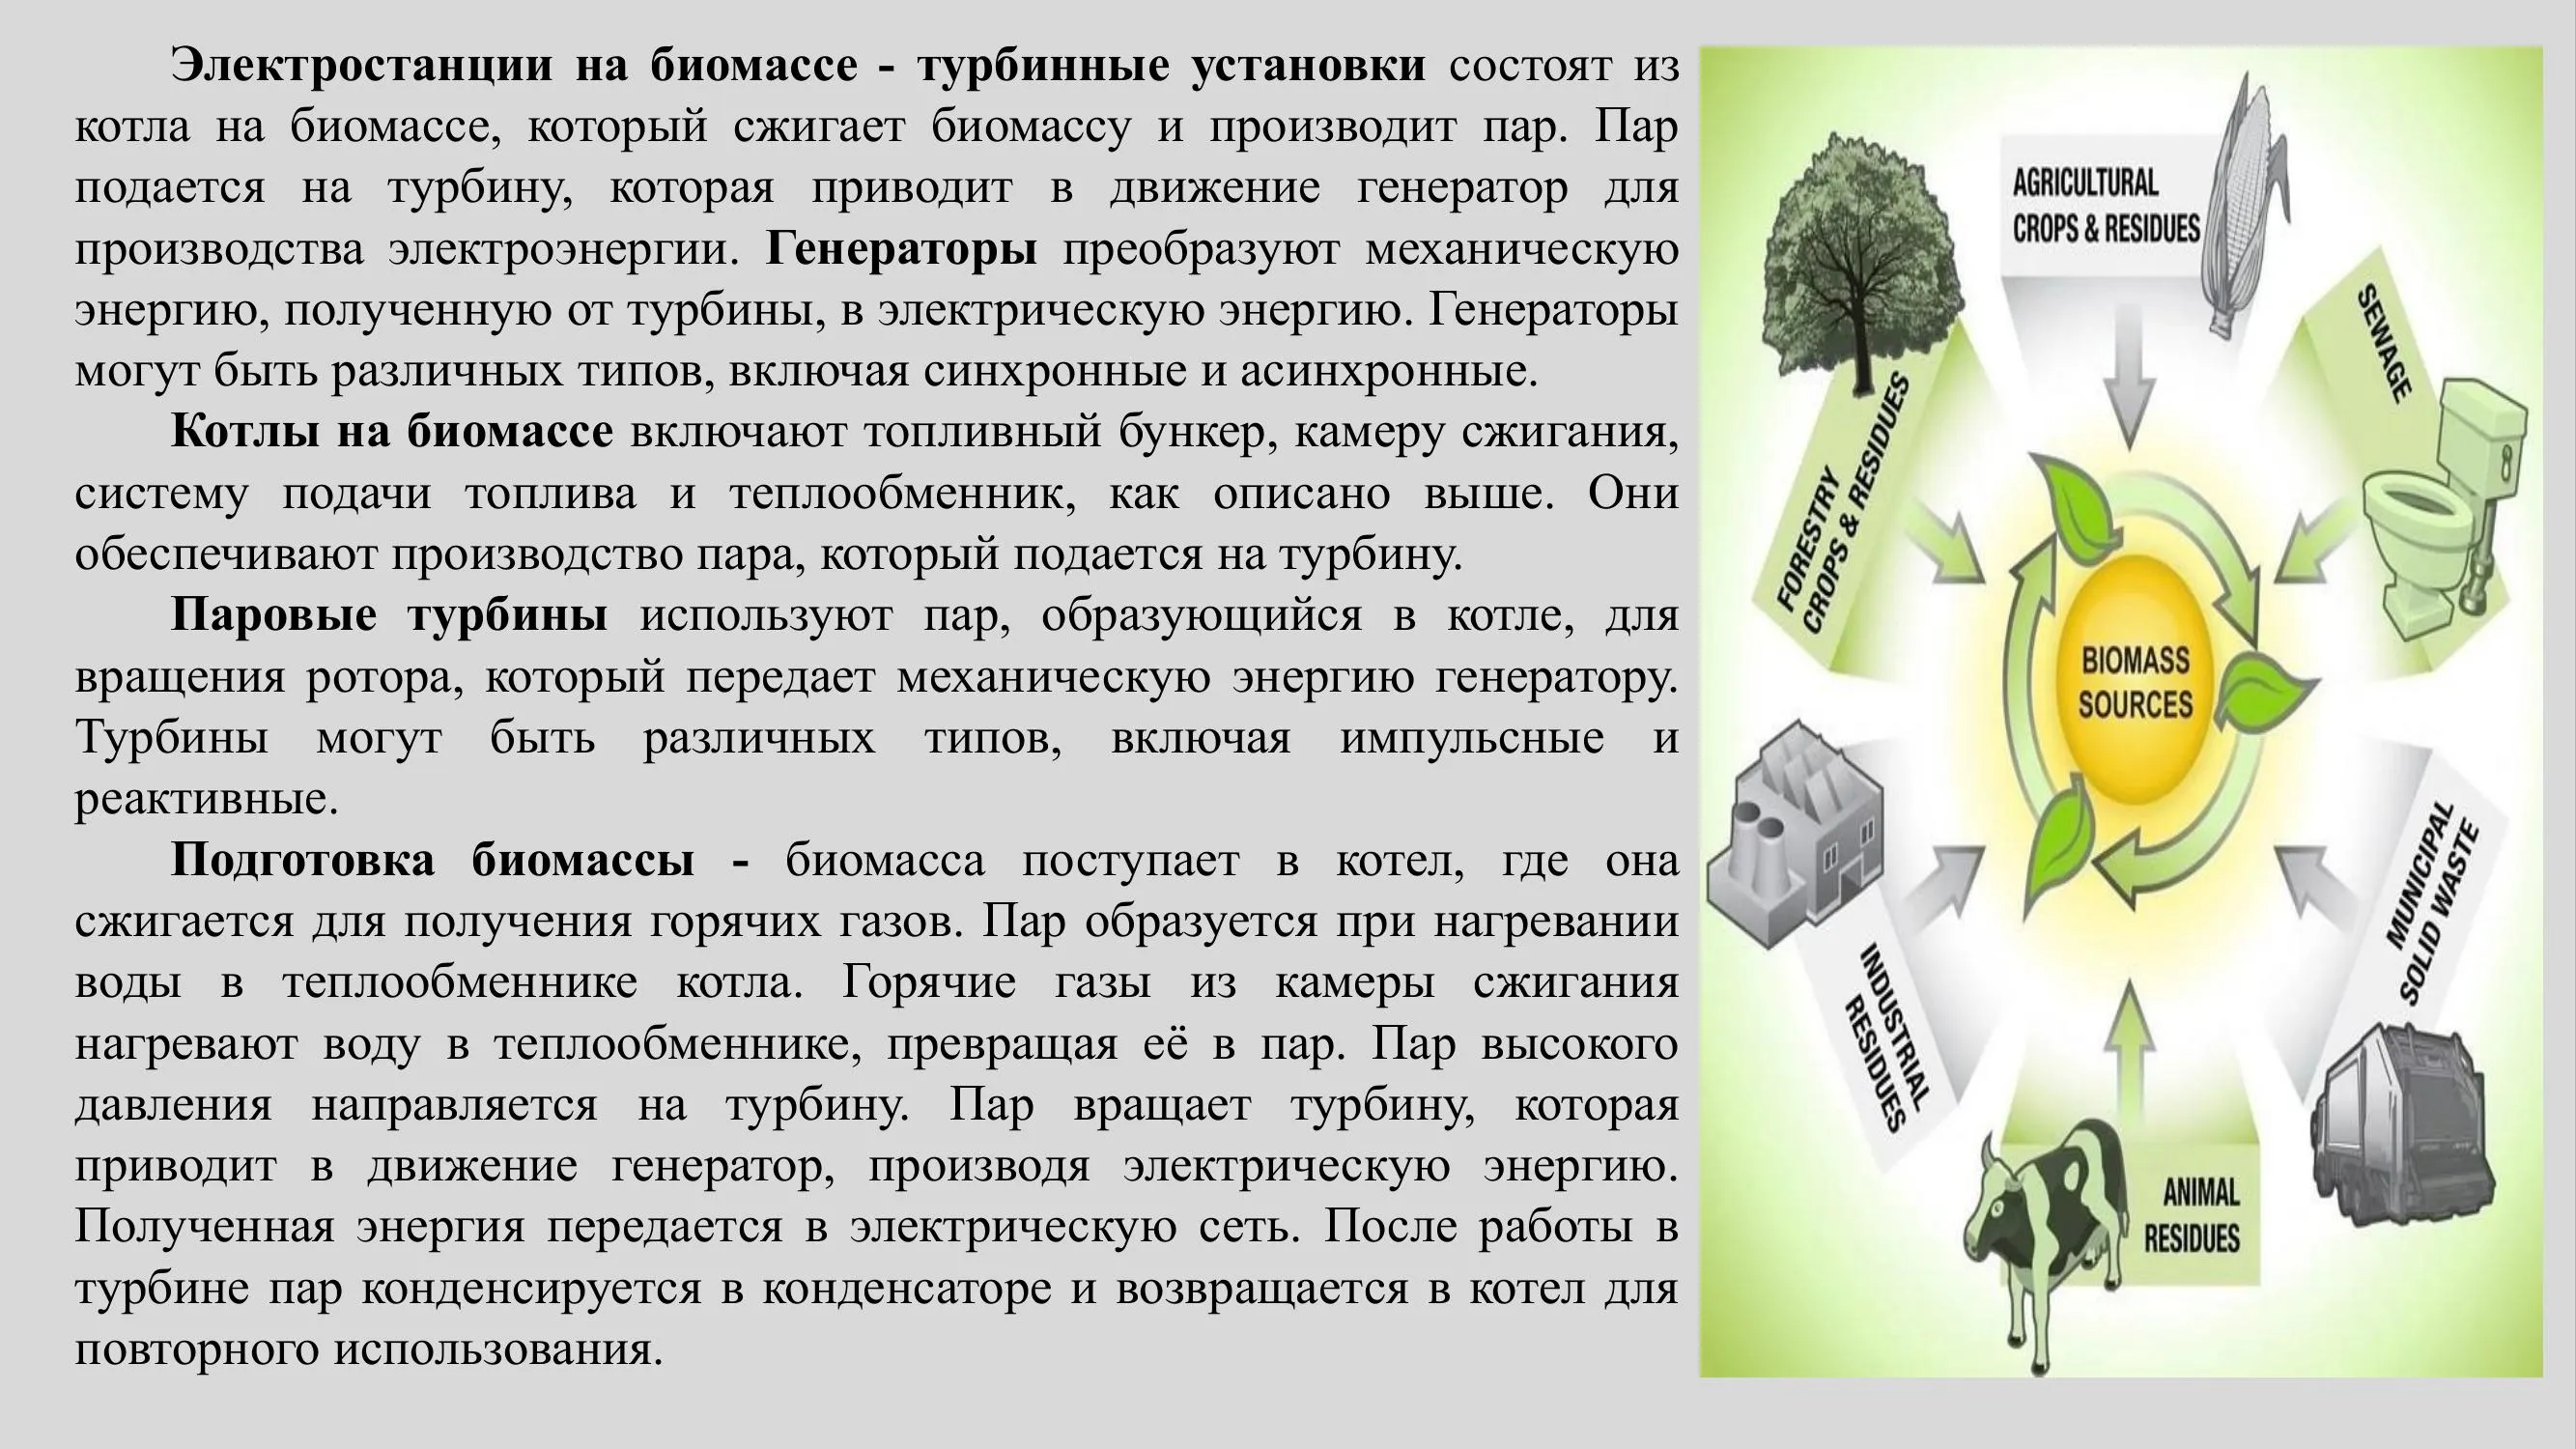 Электростанции на биомассе - турбинные установки состоят из
котла на биомассе, который сжигает биомассу и производит пар. Пар
подается на турбину, которая приводит в движение генератор для
производства электроэнергии. Генераторы преобразуют механическую
энергию, полученную от турбины, в электрическую энергию. Генераторы
могут быть различных типов, включая синхронные и асинхронные.
Котлы на биомассе включают топливный бункер, камеру сжигания,
систему подачи топлива и теплообменник, как описано выше. Они
обеспечивают производство пара, который подается на турбину.
Паровые турбины используют пар, образующийся в котле, для
вращения ротора, который передает механическую энергию генератору.
Турбины могут быть различных типов, включая импульсные и
реактивные.
Подготовка биомассы - биомасса поступает в котел, где она
сжигается для получения горячих газов. Пар образуется при нагревании
воды в теплообменнике котла. Горячие газы из камеры сжигания
нагревают воду в теплообменнике, превращая её в пар. Пар высокого
давления направляется на турбину. Пар вращает турбину, которая
приводит в движение генератор, производя электрическую энергию.
Полученная энергия передается в электрическую сеть. После работы в
турбине пар конденсируется в конденсаторе и возвращается в котел для
повторного использования.
AGRICULTURAL
CROPS & RESIDUES
SEWAGE
FORESTRY
CROPS & RESIDUES
BIOMASS
SOURCES
MUNICIPAL
SOLID WASTE
INDUSTRIAL
RESIDUES
ANIMAL
RESIDUES